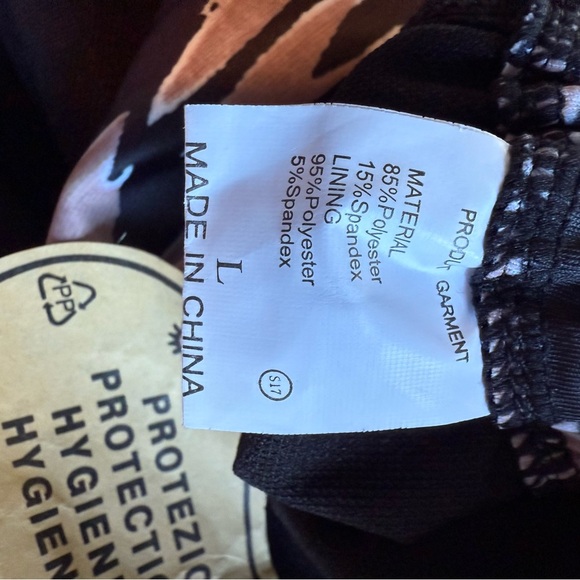 PRODU T GARMENT
MATERIAL
85%Polyester
15%Spandex
LINING
95%Polyester
5%Spandex
L
MADE IN CHINA
S17
PP
PROTEZIO
PROTECTIO
HYGIEN
HYGIEN